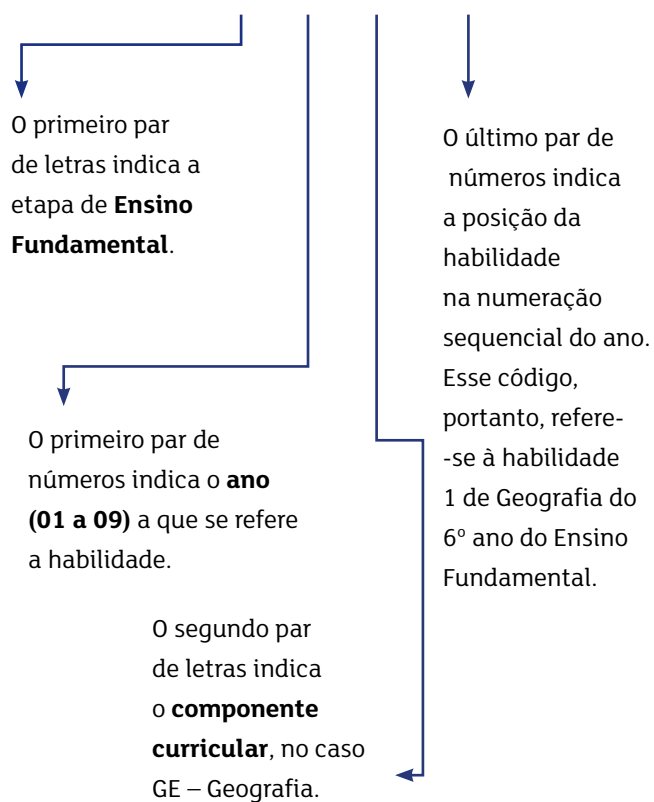 O primeiro par
de letras indica a
etapa de Ensino
Fundamental.
O primeiro par de
números indica o ano
(01 a 09) a que se refere
a habilidade.
O segundo par
de letras indica
o componente
curricular, no caso
GE – Geografia.
O último par de
números indica
a posição da
habilidade
na numeração
sequencial do ano.
Esse código,
portanto, refere-
-se à habilidade
1 de Geografia do
6º ano do Ensino
Fundamental.